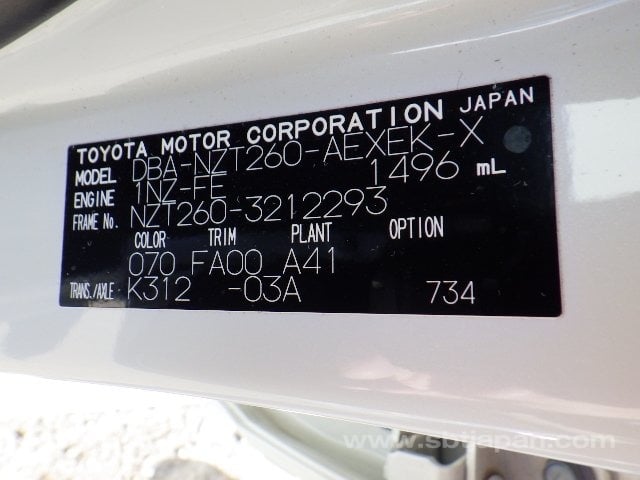 TOYOTA MOTOR CORPORATION JAPAN
MODEL DBA-NZT260-AEXEK-X
ENGINE 1NZ-FE 1496 mL
FRAME No. NZT260-3212293
COLOR TRIM PLANT OPTION
070 FA00 A41
TRANS./AXLE K312 -03A 734
www.sbtjapan.com